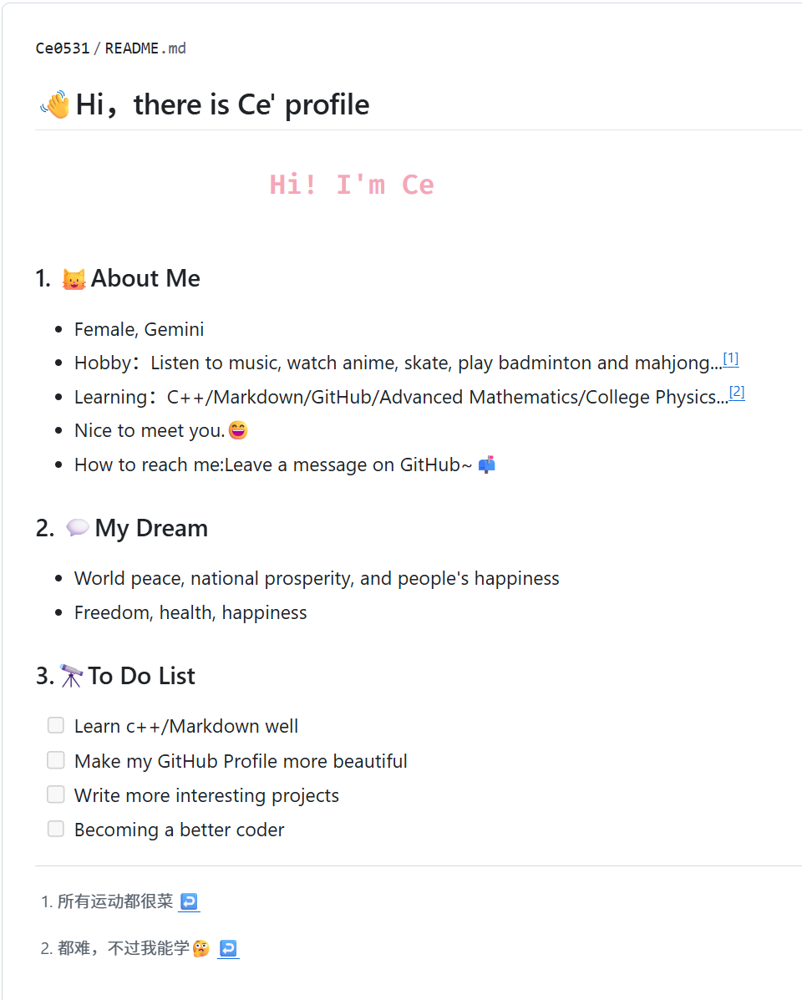 Ce0531 / README.md
👋Hi，there is Ce' profile
Hi! I'm Ce
1. 😺About Me
• Female, Gemini
• Hobby：Listen to music, watch anime, skate, play badminton and mahjong...[1]
• Learning：C++/Markdown/GitHub/Advanced Mathematics/College Physics...[2]
• Nice to meet you.😄
• How to reach me:Leave a message on GitHub~ 📫
2. 💭My Dream
• World peace, national prosperity, and people's happiness
• Freedom, health, happiness
3.🔭To Do List
Learn c++/Markdown well
Make my GitHub Profile more beautiful
Write more interesting projects
Becoming a better coder
1. 所有运动都很菜 ↩
2. 都难，不过我能学🤔 ↩